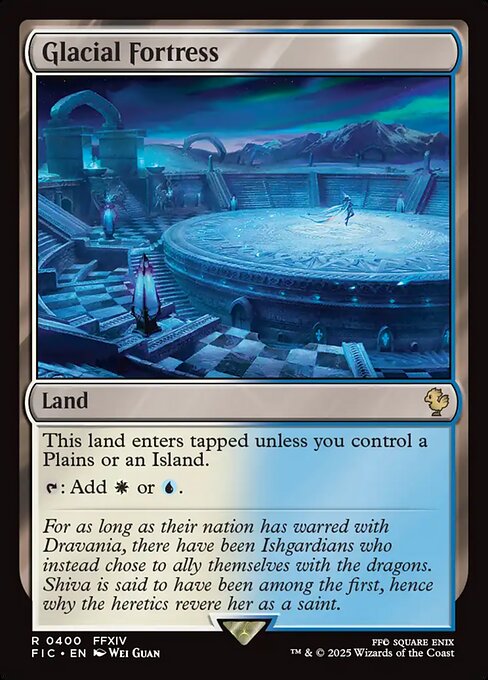 Glacial Fortress
Land
This land enters tapped unless you control a
Plains or an Island.
: Add or .
For as long as their nation has warred with
Dravania, there have been Ishgardians who
instead chose to ally themselves with the dragons.
Shiva is said to have been among the first, hence
why the heretics revere her as a saint.
R 0400 FFXIV
FIC • EN Wei Guan
FF© SQUARE ENIX
™ & © 2025 Wizards of the Coast